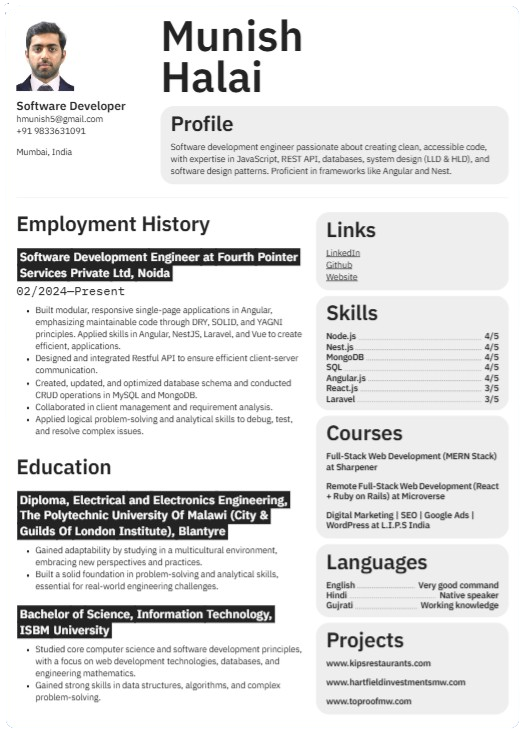 Munish
Halai
Software Developer
hmunish5@gmail.com
+91 9833631091
Mumbai, India
Profile
Software development engineer passionate about creating clean, accessible code,
with expertise in JavaScript, REST API, databases, system design (LLD & HLD), and
software design patterns. Proficient in frameworks like Angular and Nest.
Employment History
Software Development Engineer at Fourth Pointer
Services Private Ltd, Noida
02/2024—Present
• Built modular, responsive single-page applications in Angular,
emphasizing maintainable code through DRY, SOLID, and YAGNI
principles. Applied skills in Angular, NestJS, Laravel, and Vue to create
efficient, applications.
• Designed and integrated Restful API to ensure efficient client-server
communication.
• Created, updated, and optimized database schema and conducted
CRUD operations in MySQL and MongoDB.
• Collaborated in client management and requirement analysis.
• Applied logical problem-solving and analytical skills to debug, test,
and resolve complex issues.
Education
Diploma, Electrical and Electronics Engineering,
The Polytechnic University Of Malawi (City &
Guilds Of London Institute), Blantyre
• Gained adaptability by studying in a multicultural environment,
embracing new perspectives and practices.
• Built a solid foundation in problem-solving and analytical skills,
essential for real-world engineering challenges.
Bachelor of Science, Information Technology,
ISBM University
• Studied core computer science and software development principles,
with a focus on web development technologies, databases, and
engineering mathematics.
• Gained strong skills in data structures, algorithms, and complex
problem-solving.
Links
LinkedIn
Github
Website
Skills
Node.js 4/5
Nest.js 4/5
MongoDB 4/5
SQL 4/5
Angular.js 4/5
React.js 3/5
Laravel 3/5
Courses
Full-Stack Web Development (MERN Stack)
at Sharpener
Remote Full-Stack Web Development (React
+ Ruby on Rails) at Microverse
Digital Marketing | SEO | Google Ads |
WordPress at L.I.P.S India
Languages
English Very good command
Hindi Native speaker
Gujrati Working knowledge
Projects
www.kipsrestaurants.com
www.hartfieldinvestmentsmw.com
www.toproofmw.com